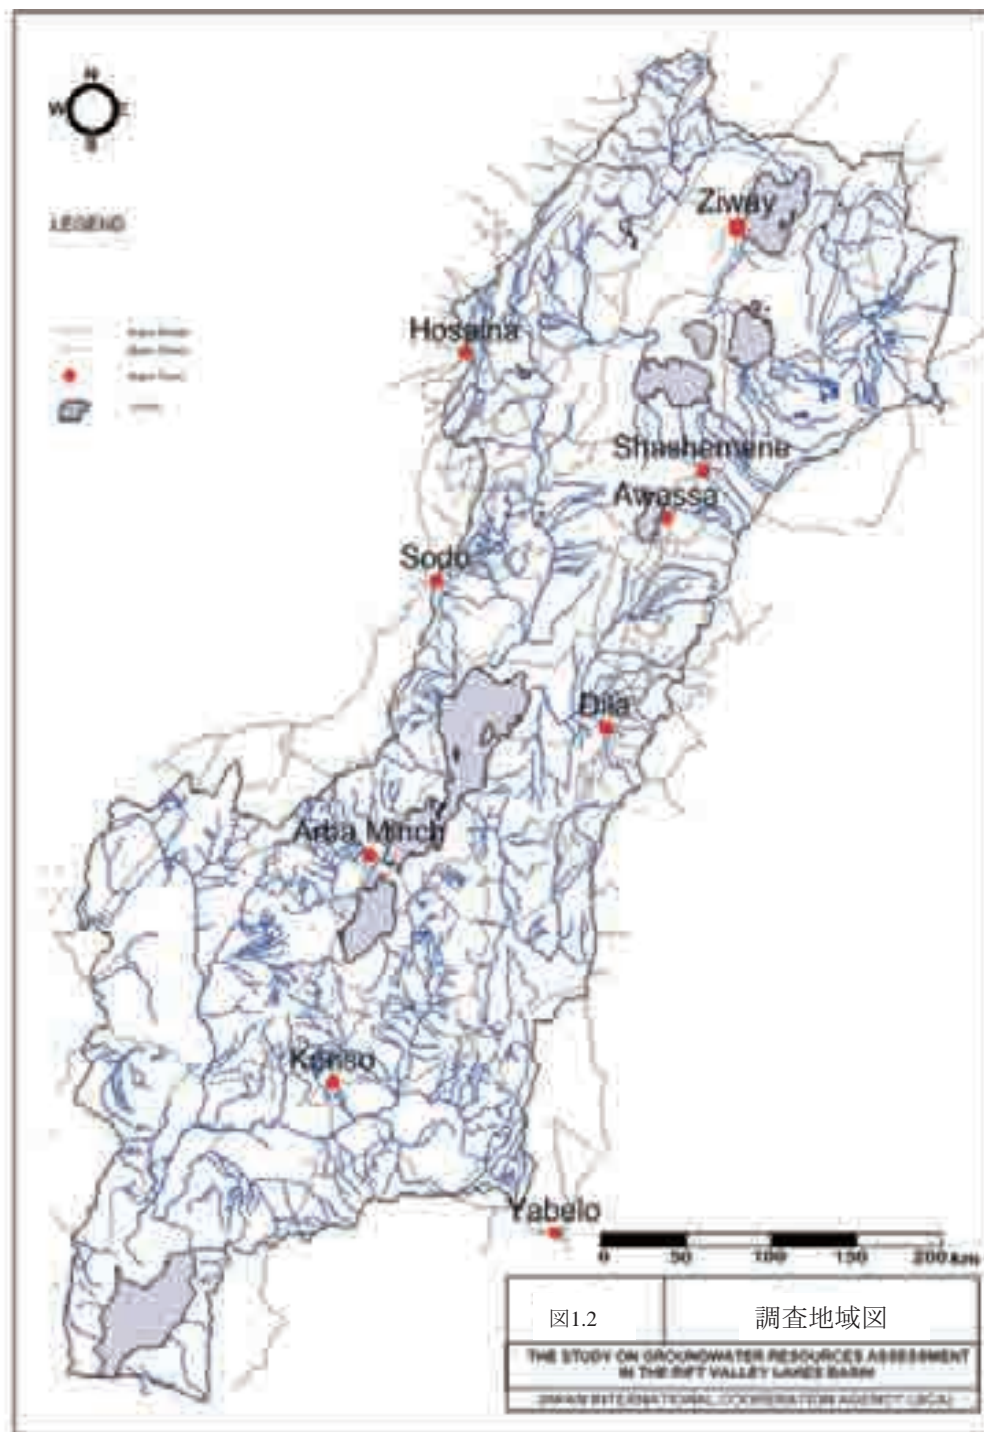 N
W E
S
LEGEND
Ziway
Hosaina
Shashemene
Awassa
Sodo
Dila
Arba Minch
Konso
Yabelo
0 50 100 150 200 Km
図1.2
調査地域図
THE STUDY ON GROUNDWATER RESOURCES ASSESSMENT
IN THE RIFT VALLEY LAKES BASIN
JAPAN INTERNATIONAL COOPERATION AGENCY (JICA)